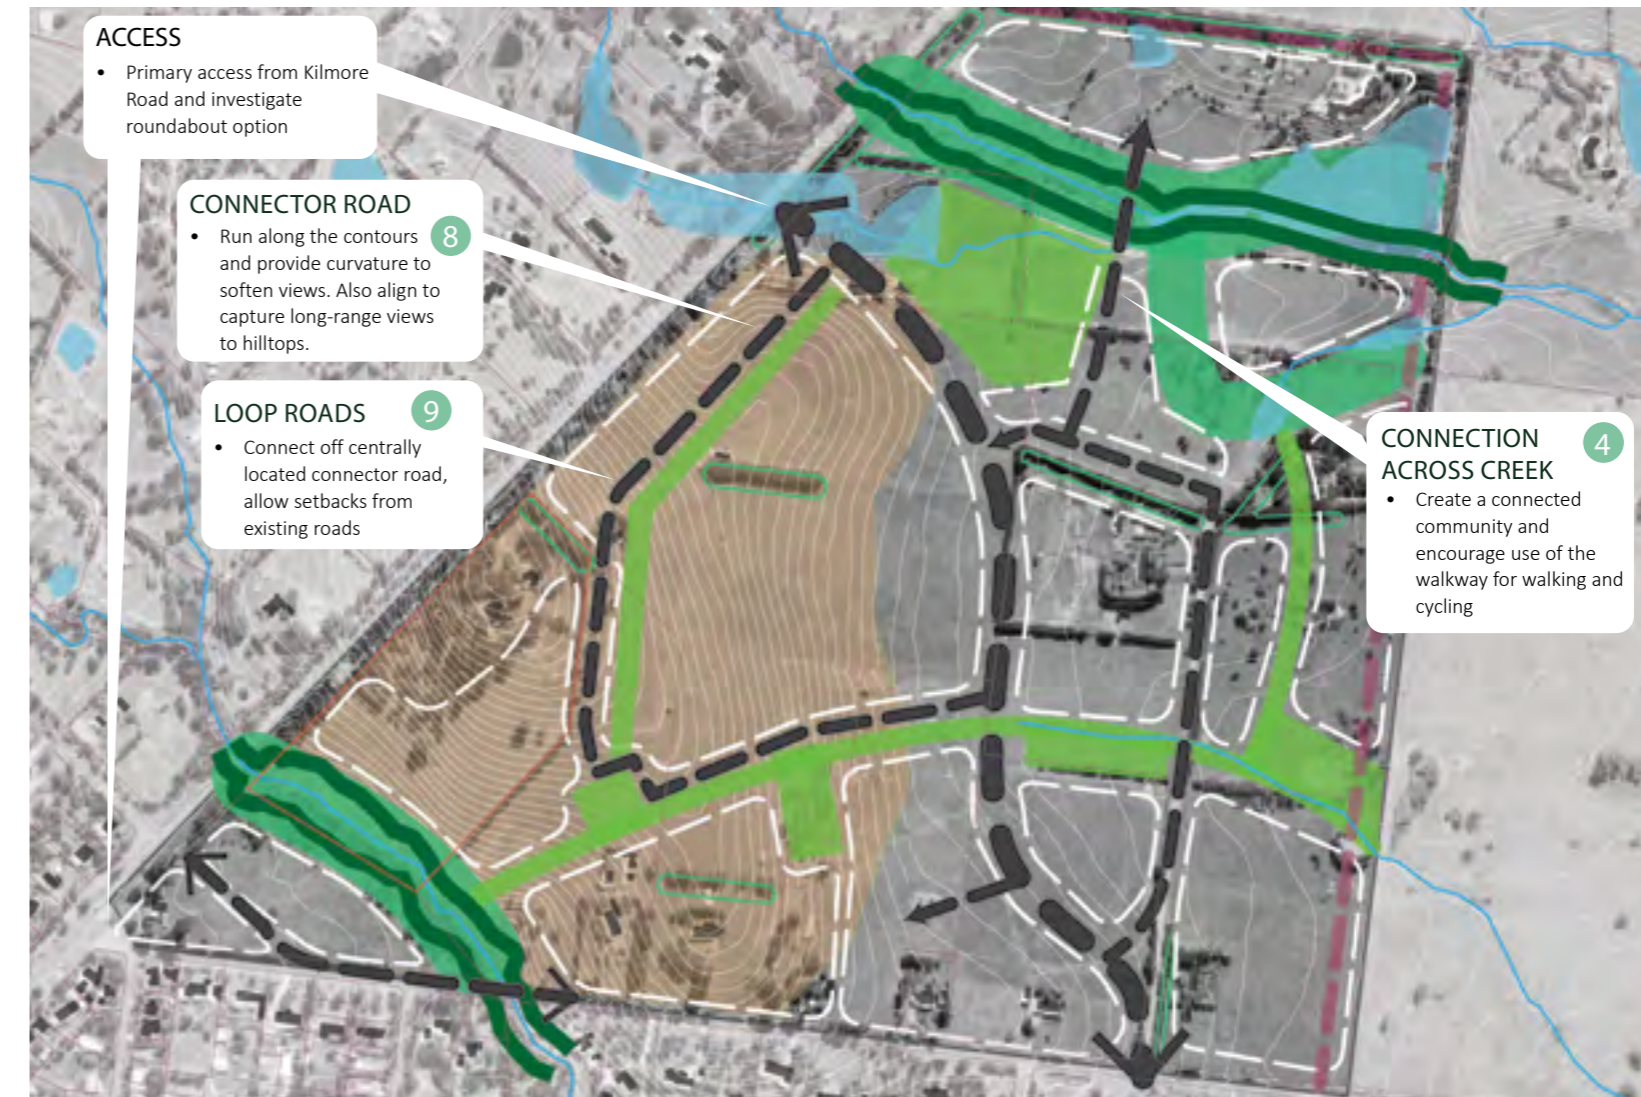 ACCESS
• Primary access from Kilmore
Road and investigate
roundabout option
CONNECTOR ROAD
8
• Run along the contours
and provide curvature to
soften views. Also align to
capture long-range views
to hilltops.
LOOP ROADS 9
• Connect off centrally
located connector road,
allow setbacks from
existing roads
CONNECTION
ACROSS CREEK
4
• Create a connected
community and
encourage use of the
walkway for walking and
cycling